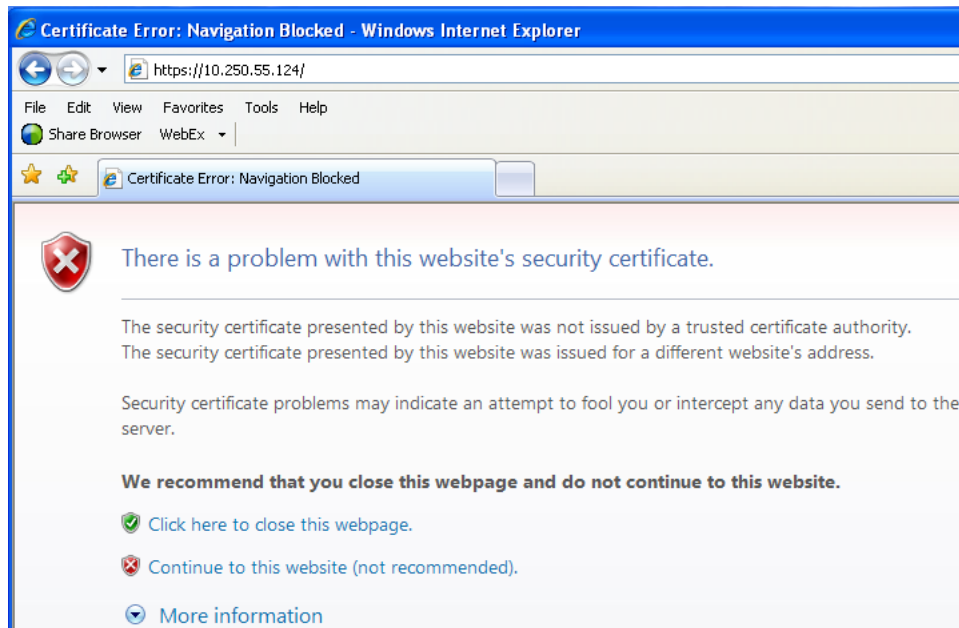 Certificate Error: Navigation Blocked - Windows Internet Explorer
https://10.250.55.124/
File Edit View Favorites Tools Help
Share Browser WebEx
Certificate Error: Navigation Blocked
There is a problem with this website's security certificate.
The security certificate presented by this website was not issued by a trusted certificate authority.
The security certificate presented by this website was issued for a different website's address.
Security certificate problems may indicate an attempt to fool you or intercept any data you send to the
server.
We recommend that you close this webpage and do not continue to this website.
Click here to close this webpage.
Continue to this website (not recommended).
More information